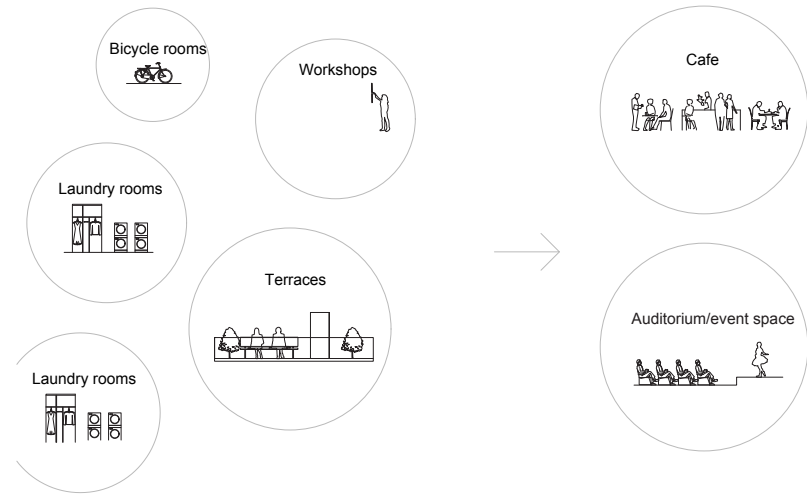 Bicycle rooms
Workshops
Cafe
Laundry rooms
Terraces
Auditorium/event space
Laundry rooms